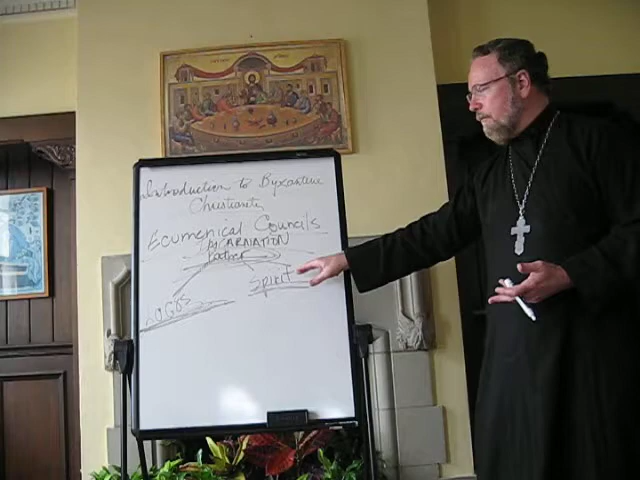 Introduction to Byzantine
Christianity
Ecumenical Councils
INCARNATION
Father
Spirit
LOGOS